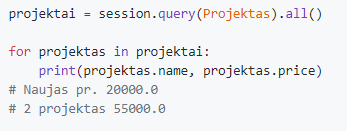 projektai = session.query(Projektas).all()
for projektas in projektai:
    print(projektas.name, projektas.price)
# Naujas pr. 20000.0
# 2 projektas 55000.0